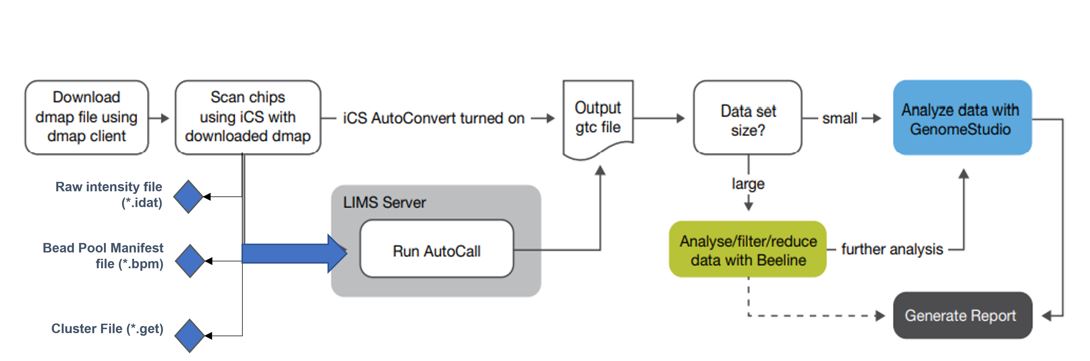 Download
dmap file using
dmap client
Scan chips
using iCS with
downloaded dmap
iCS AutoConvert turned on
Output
gtc file
Data set
size?
small
Analyze data with
GenomeStudio
Raw intensity file
(*.idat)
large
LIMS Server
Run AutoCall
Bead Pool Manifest
file (*.bpm)
Analyse/filter/reduce
data with Beeline
further analysis
Cluster File (*.get)
Generate Report